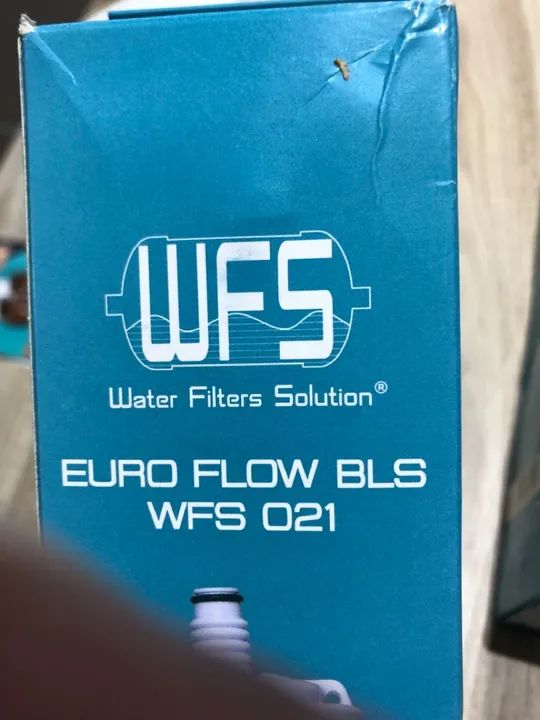 WFS
Water Filters Solution®
EURO FLOW BLS
WFS 021